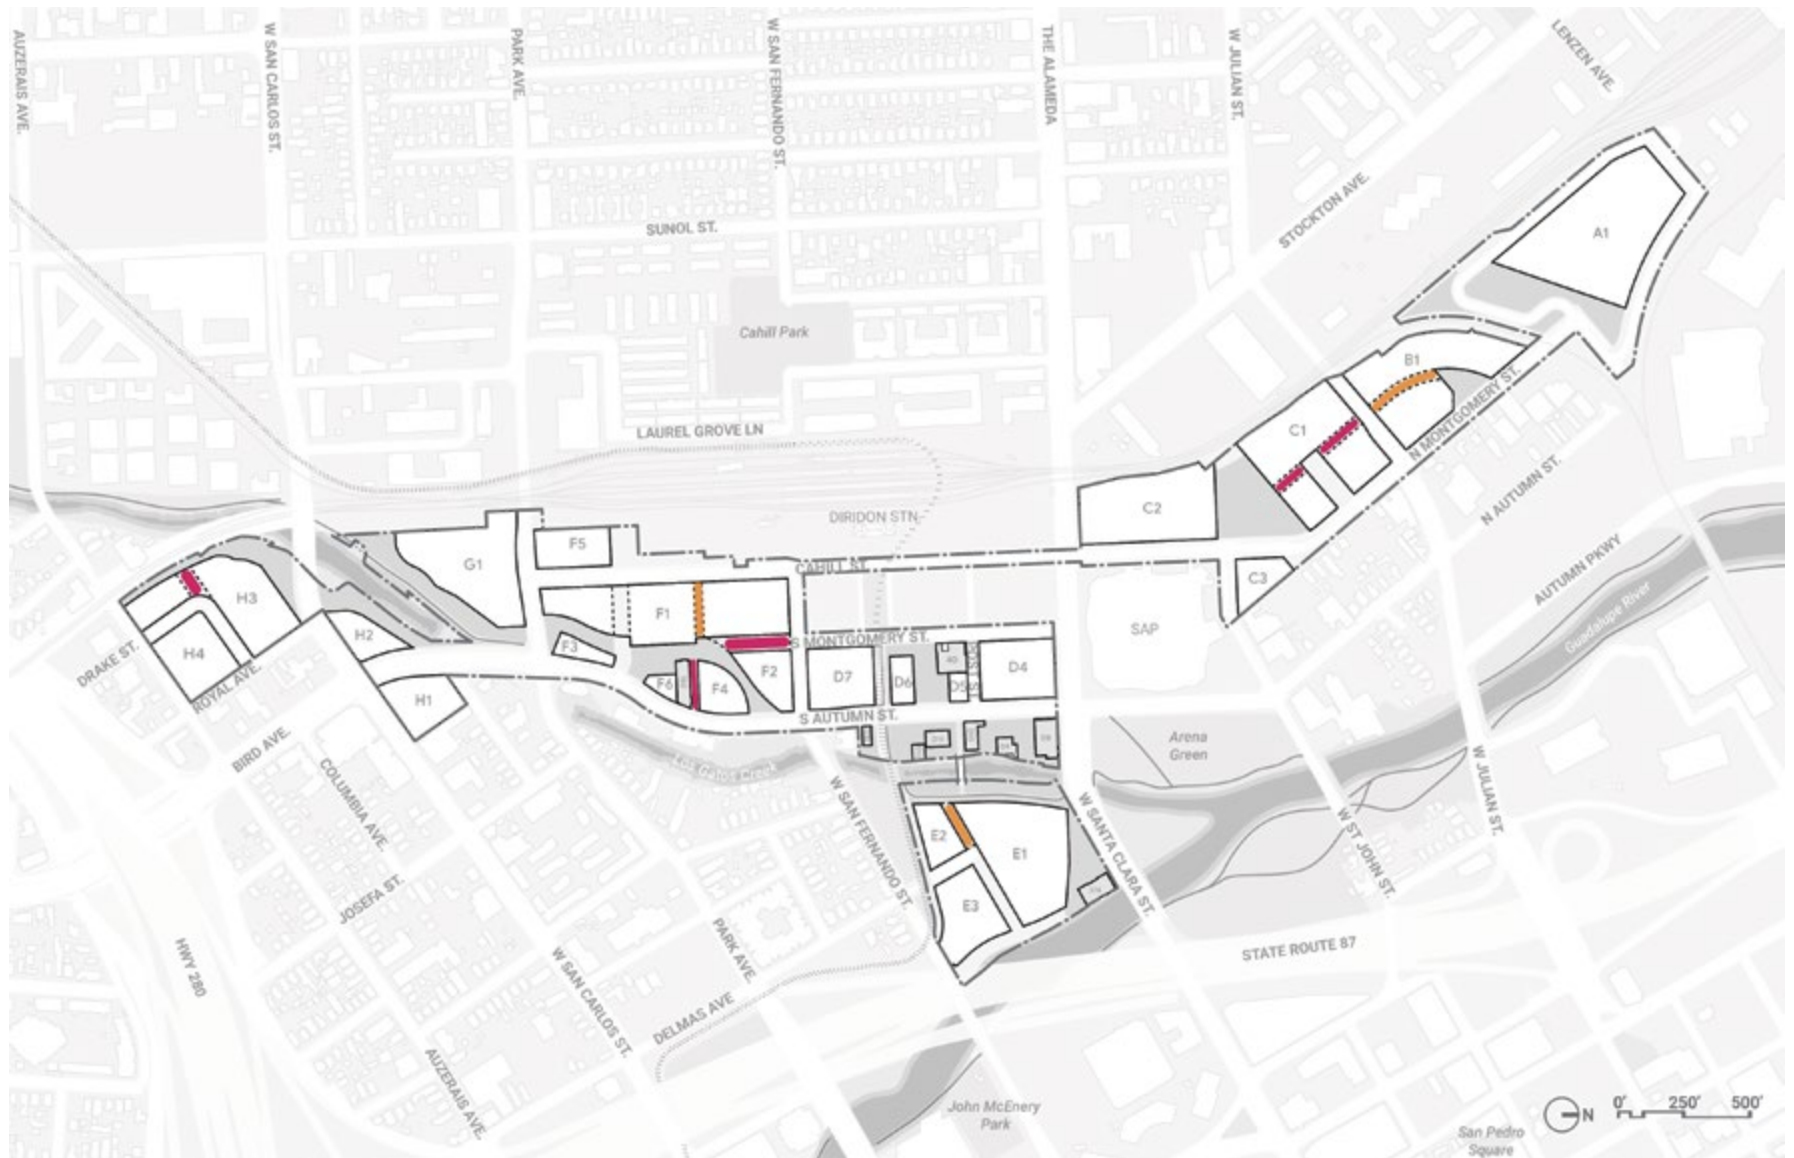 AUZERAIS AVE.
W SAN CARLOS ST.
PARK AVE.
W SAN FERNANDO ST.
THE ALAMEDA
W JULIAN ST.
LENZEN AVE.
SUNOL ST.
STOCKTON AVE.
A1
Cahill Park
B1
LAUREL GROVE LN
C1
N MONTGOMERY ST.
N AUTUMN ST.
C2
DIRIDON STN
G1
F5
CAHILL ST.
C3
AUTUMN PKWY
Guadalupe River
H3
F1
SAP
H2
F3
S MONTGOMERY ST.
H4
DRAKE ST.
ROYAL AVE.
F6
F4
F2
D7
D6
D5
POST ST.
D4
H1
S AUTUMN ST.
BIRD AVE.
Arena
Green
Los Gatos Creek
COLUMBIA AVE.
W SAN FERNANDO ST.
E2
E1
E3
W SANTA CLARA ST.
W ST JOHN ST.
W JULIAN ST.
JOSEFA ST.
HWY 280
W SAN CARLOS ST.
PARK AVE.
DELMAS AVE
STATE ROUTE 87
AUZERAIS AVE.
John McEnery
Park
N
0'
250'
500'
San Pedro
Square